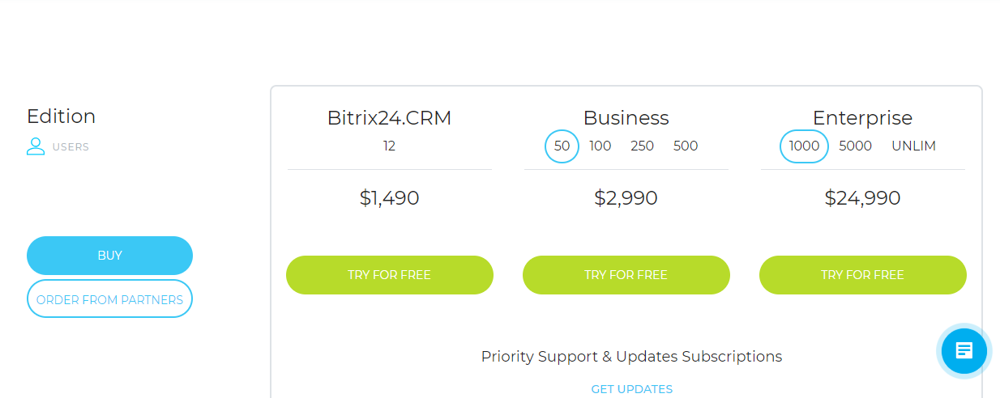 Edition
USERS
BUY
ORDER FROM PARTNERS
Bitrix24.CRM
12
$1,490
TRY FOR FREE
Business
50 100 250 500
$2,990
TRY FOR FREE
Enterprise
1000 5000 UNLIM
$24,990
TRY FOR FREE
Priority Support & Updates Subscriptions
GET UPDATES